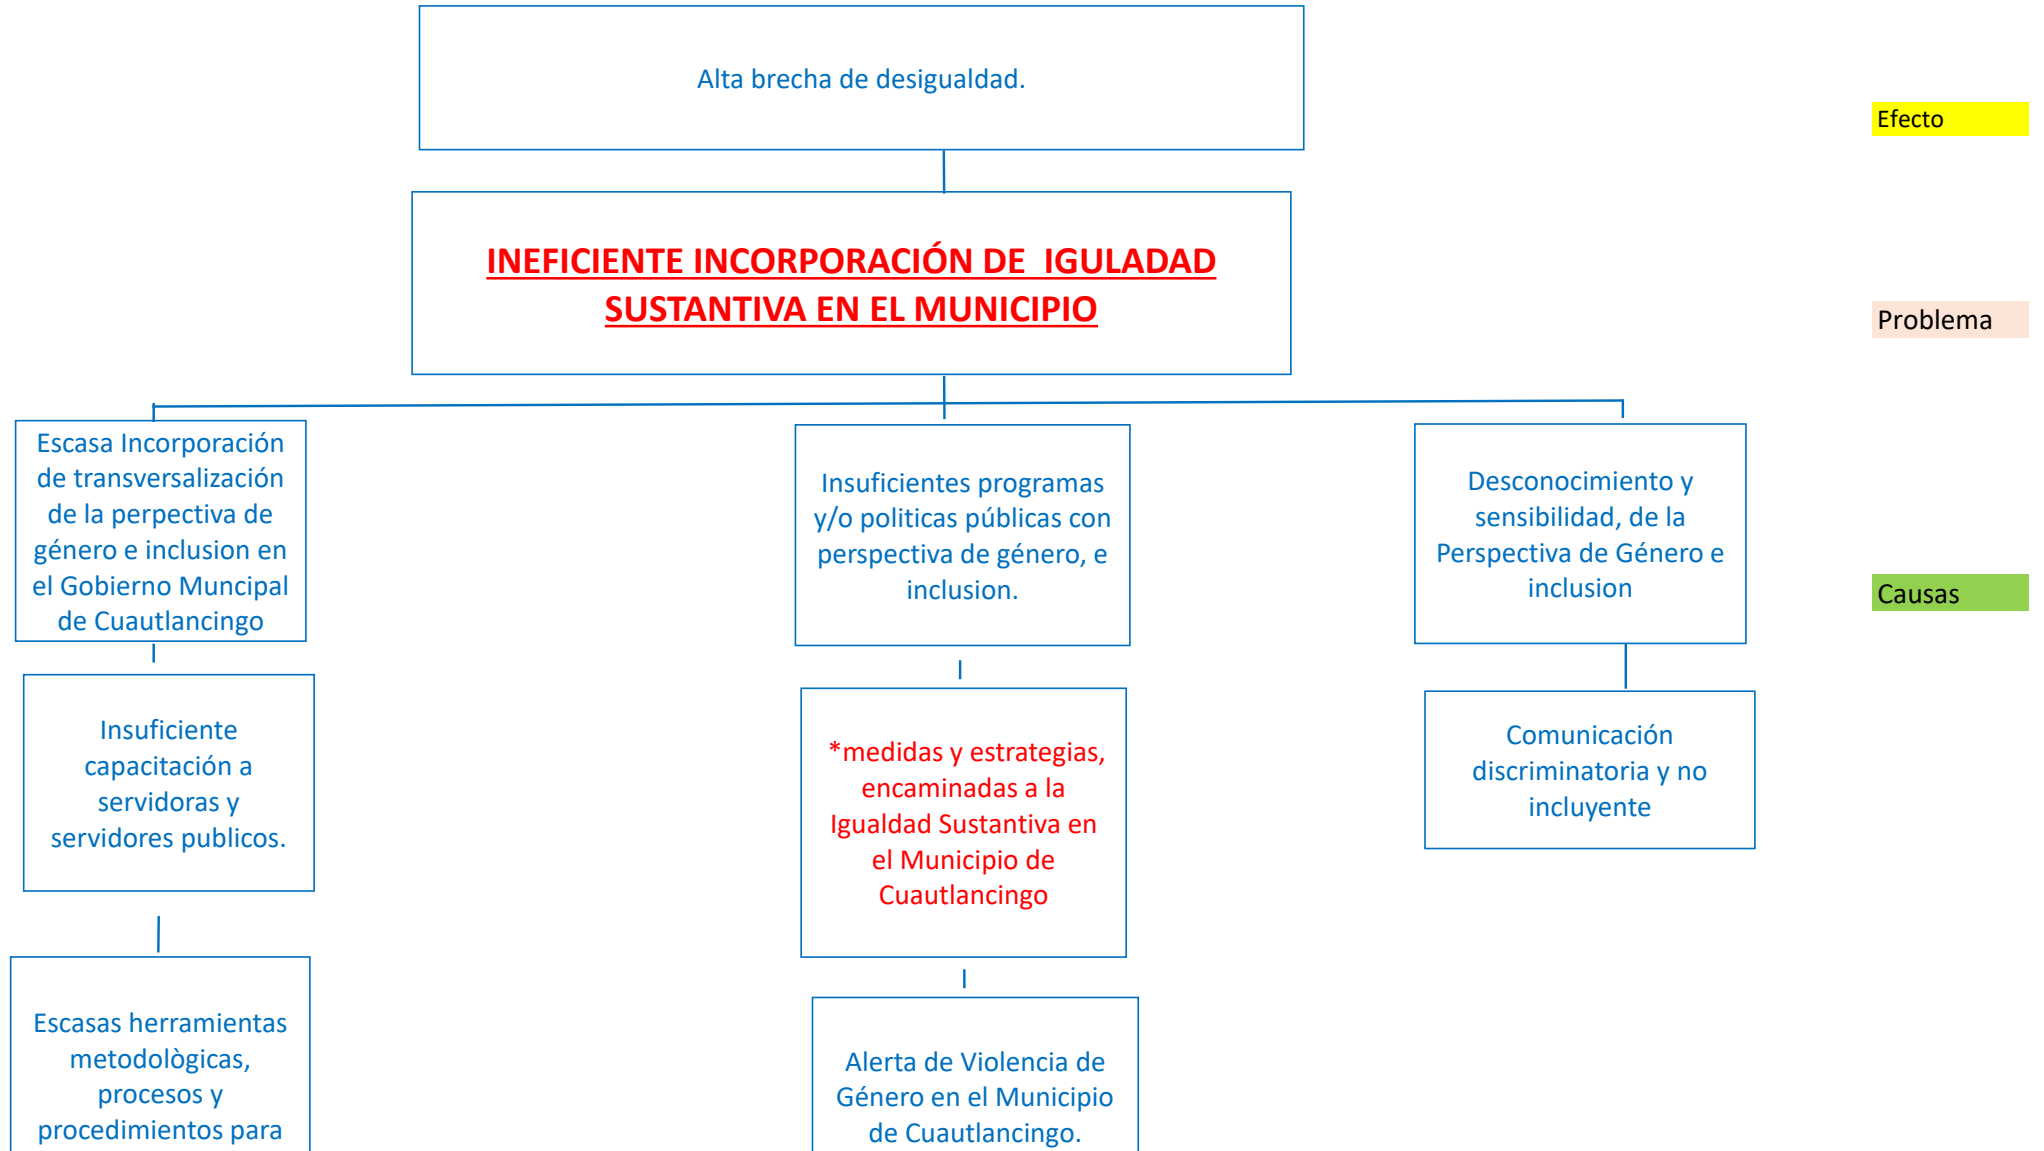 Alta brecha de desigualdad.
Efecto
INEFICIENTE INCORPORACIÓN DE IGULADAD
SUSTANTIVA EN EL MUNICIPIO
Problema
Escasa Incorporación
de transversalización
de la perpectiva de
género e inclusion en
el Gobierno Muncipal
de Cuautlancingo
Insuficientes programas
y/o politicas públicas con
perspectiva de género, e
inclusion.
Desconocimiento y
sensibilidad, de la
Perspectiva de Género e
inclusion
Causas
Insuficiente
capacitación a
servidoras y
servidores publicos.
*medidas y estrategias,
encaminadas a la
Igualdad Sustantiva en
el Municipio de
Cuautlancingo
Comunicación
discriminatoria y no
incluyente
Escasas herramientas
metodològicas,
procesos y
procedimientos para
Alerta de Violencia de
Género en el Municipio
de Cuautlancingo.